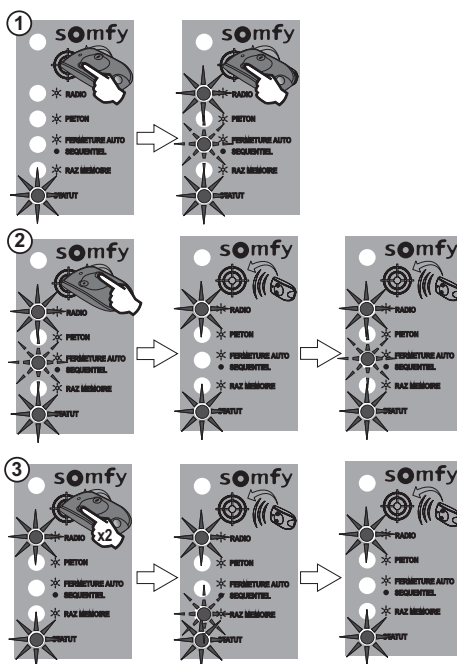 1
somfy
RADIO
PIETON
FERMETURE AUTO
SEQUENTIEL
RAZ MEMOIRE
STATUT
somfy
RADIO
PIETON
FERMETURE AUTO
SEQUENTIEL
RAZ MEMOIRE
STATUT
2
somfy
RADIO
PIETON
FERMETURE AUTO
SEQUENTIEL
RAZ MEMOIRE
STATUT
somfy
RADIO
PIETON
FERMETURE AUTO
SEQUENTIEL
RAZ MEMOIRE
STATUT
somfy
RADIO
PIETON
FERMETURE AUTO
SEQUENTIEL
RAZ MEMOIRE
STATUT
3
somfy
x2
RADIO
PIETON
FERMETURE AUTO
SEQUENTIEL
RAZ MEMOIRE
STATUT
somfy
RADIO
PIETON
FERMETURE AUTO
SEQUENTIEL
RAZ MEMOIRE
STATUT
somfy
RADIO
PIETON
FERMETURE AUTO
SEQUENTIEL
RAZ MEMOIRE
STATUT